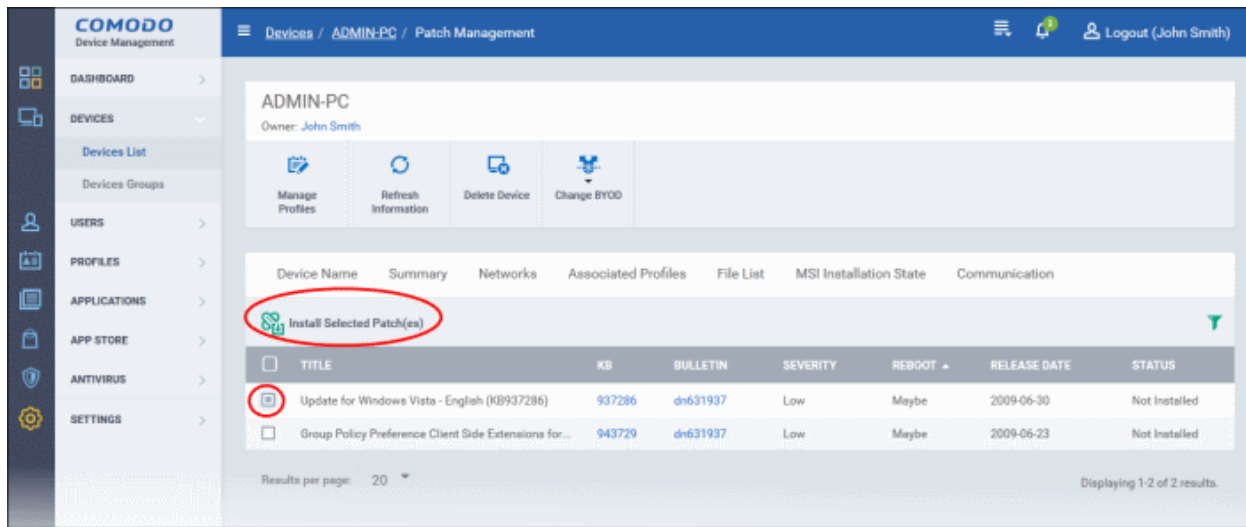 COMODO
Device Management
Devices / ADMIN-PC / Patch Management
1
Logout (John Smith)
DASHBOARD
DEVICES
Devices List
Devices Groups
USERS
PROFILES
APPLICATIONS
APP STORE
ANTIVIRUS
SETTINGS
ADMIN-PC
Owner: John Smith
Manage Profiles
Refresh Information
Delete Device
Change BYOD
Device Name Summary Networks Associated Profiles File List MSI Installation State Communication
Install Selected Patch(es)
TITLE KB BULLETIN SEVERITY REBOOT RELEASE DATE STATUS
Update for Windows Vista - English (KB937286) 937286 dn631937 Low Maybe 2009-06-30 Not Installed
Group Policy Preference Client Side Extensions for... 943729 dn631937 Low Maybe 2009-06-23 Not Installed
Results per page: 20
Displaying 1-2 of 2 results.